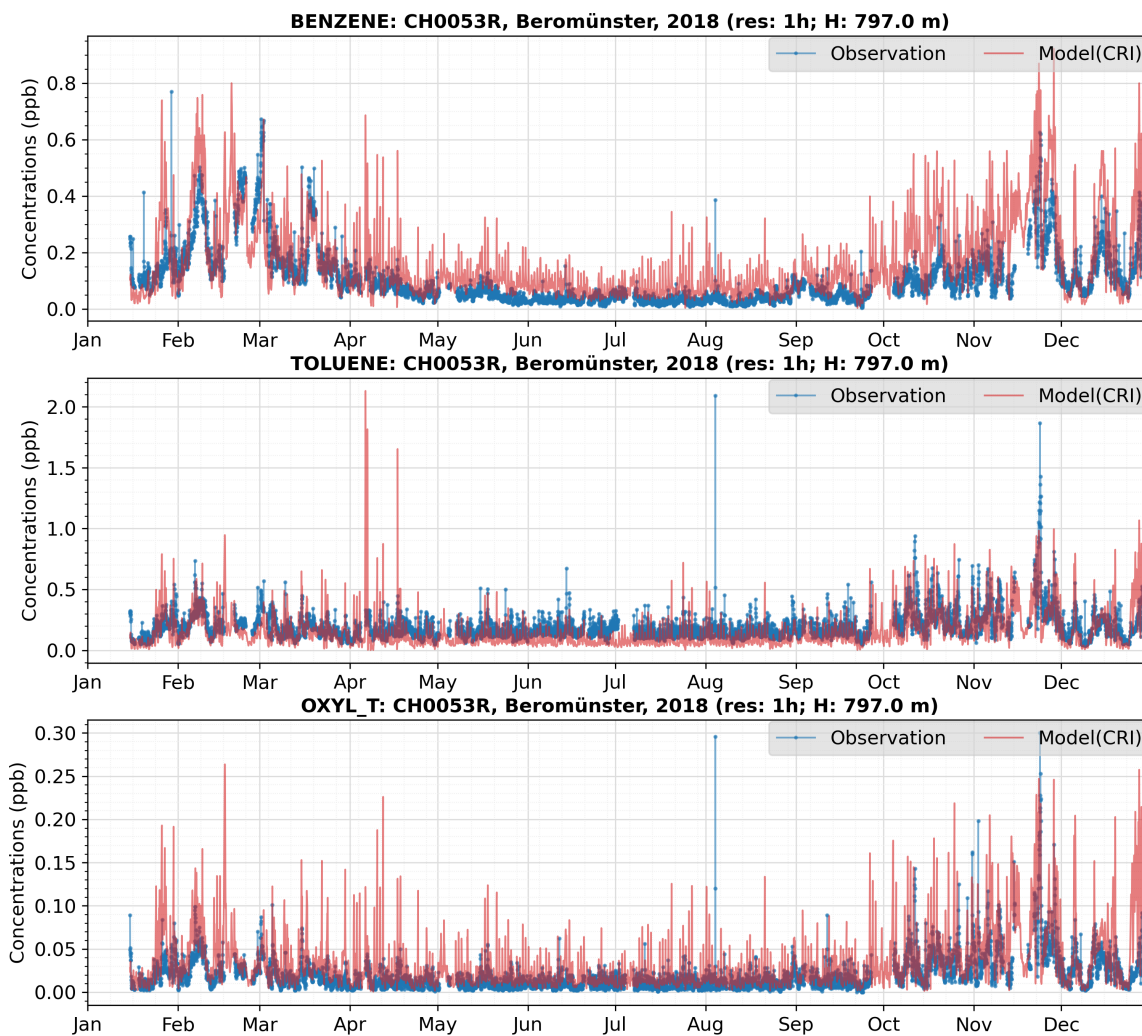 BENZENE: CH0053R, Beromünster, 2018 (res: 1h; H: 797.0 m)
Observation Model(CRI)
Concentrations (ppb)
0.8
0.6
0.4
0.2
0.0
Jan Feb Mar Apr May Jun Jul Aug Sep Oct Nov Dec
TOLUENE: CH0053R, Beromünster, 2018 (res: 1h; H: 797.0 m)
Observation Model(CRI)
Concentrations (ppb)
2.0
1.5
1.0
0.5
0.0
Jan Feb Mar Apr May Jun Jul Aug Sep Oct Nov Dec
OXYL_T: CH0053R, Beromünster, 2018 (res: 1h; H: 797.0 m)
Observation Model(CRI)
Concentrations (ppb)
0.30
0.25
0.20
0.15
0.10
0.05
0.00
Jan Feb Mar Apr May Jun Jul Aug Sep Oct Nov Dec